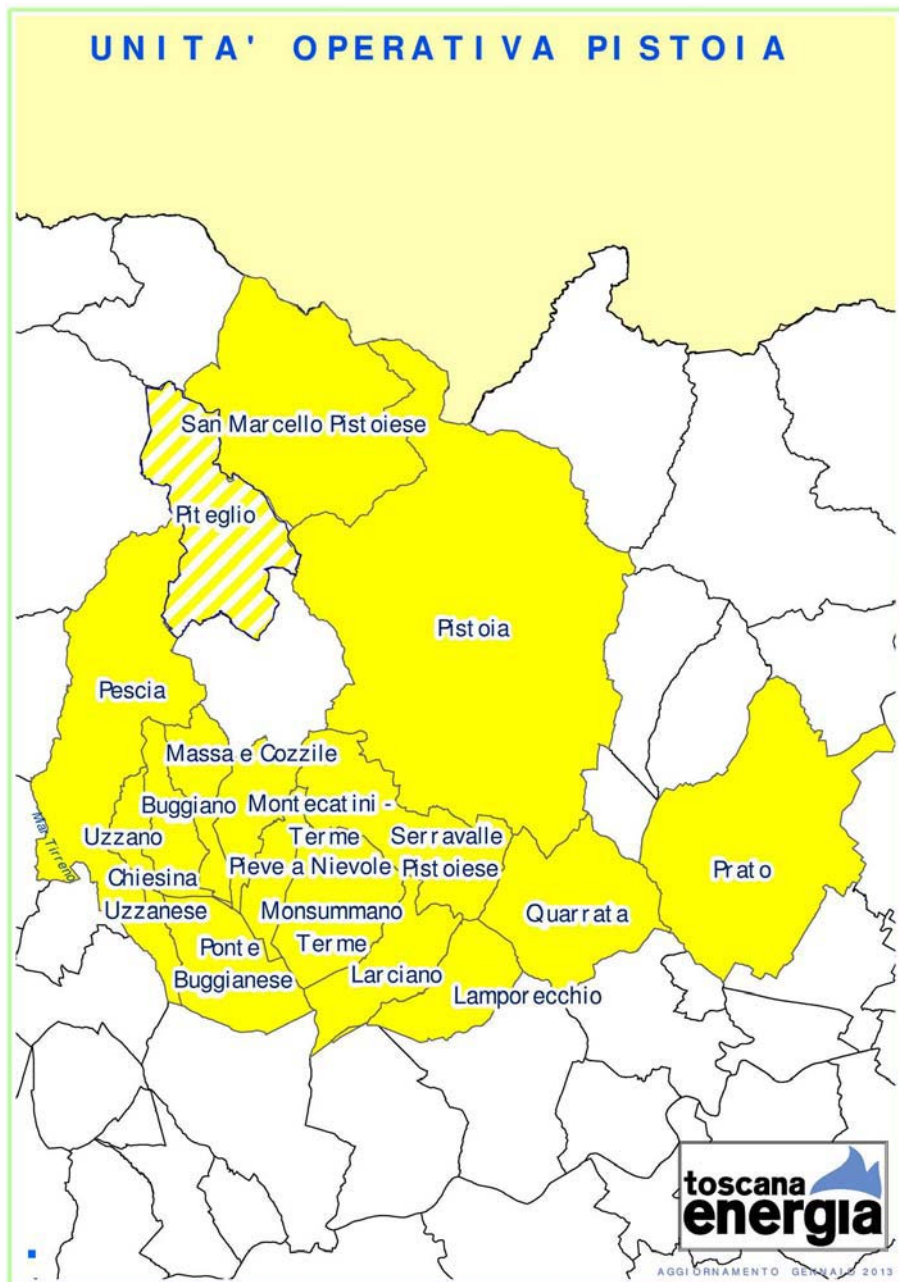 UNITA' OPERATIVA PISTOIA
San Marcello Pistoiese
Piteglio
Pistoia
Pescia
Massa e Cozzile
Buggiano
Montecatini -
Terme
Serravalle
Pistoiese
Mar Tirreno
Uzzano
Pieve a Nievole
Prato
Chiesina
Uzzanese
Monsummano
Terme
Quarrata
Ponte
Buggianese
Larciano
Lamporecchio
toscana
energia
AGGIORNAMENTO GENNAIO 2013